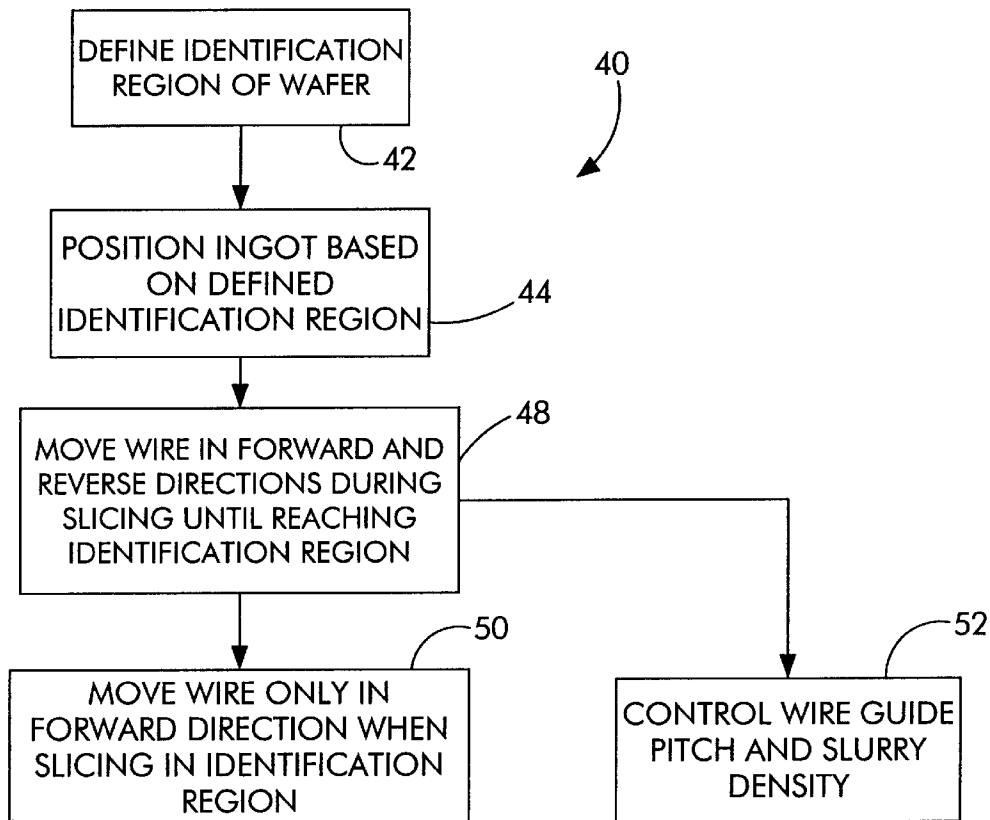 DEFINE IDENTIFICATION
REGION OF WAFER
40
42
POSITION INGOT BASED
ON DEFINED
IDENTIFICATION REGION
44
48
MOVE WIRE IN FORWARD AND
REVERSE DIRECTIONS DURING
SLICING UNTIL REACHING
IDENTIFICATION REGION
50
52
MOVE WIRE ONLY IN
FORWARD DIRECTION WHEN
SLICING IN IDENTIFICATION
REGION
CONTROL WIRE GUIDE
PITCH AND SLURRY
DENSITY